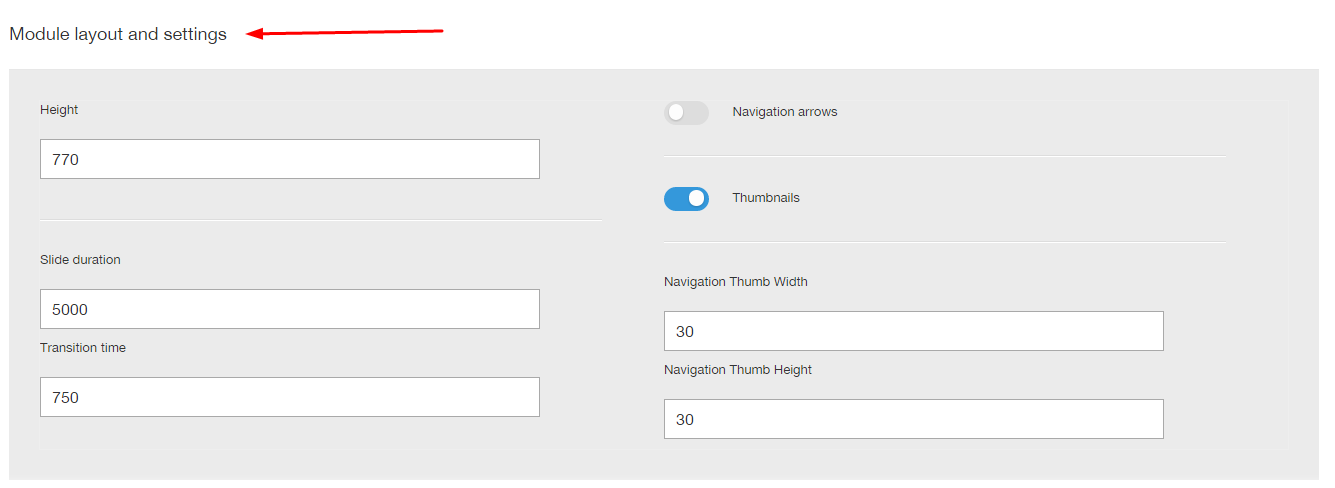 Module layout and settings
Height
770
Slide duration
5000
Transition time
750
Navigation arrows
Thumbnails
Navigation Thumb Width
30
Navigation Thumb Height
30